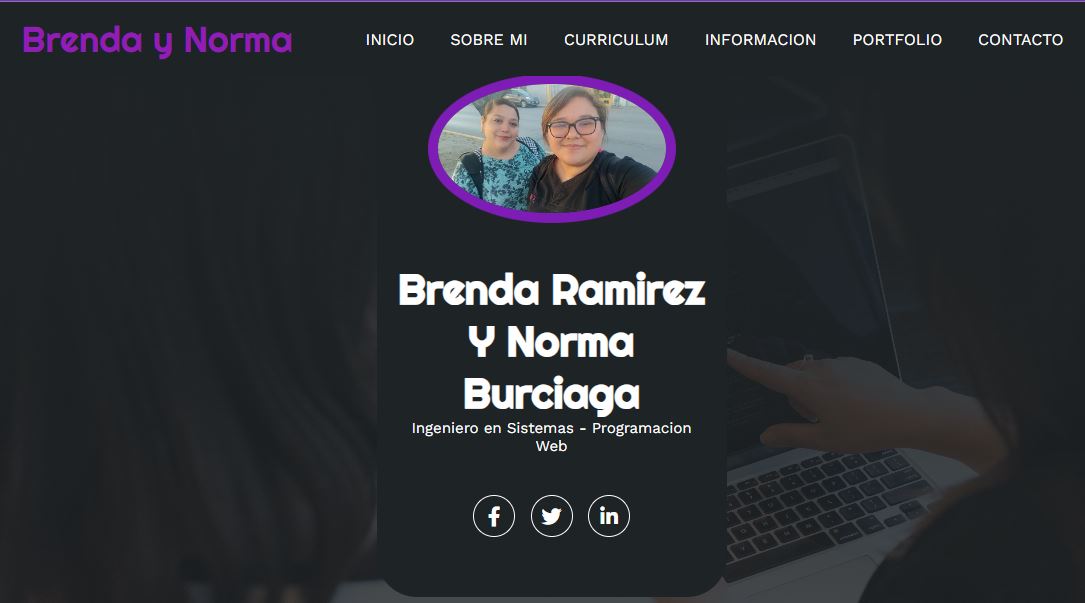 Brenda y Norma
INICIO
SOBRE MI
CURRICULUM
INFORMACION
PORTFOLIO
CONTACTO
Brenda Ramirez
Y Norma
Burciaga
Ingeniero en Sistemas - Programacion
Web